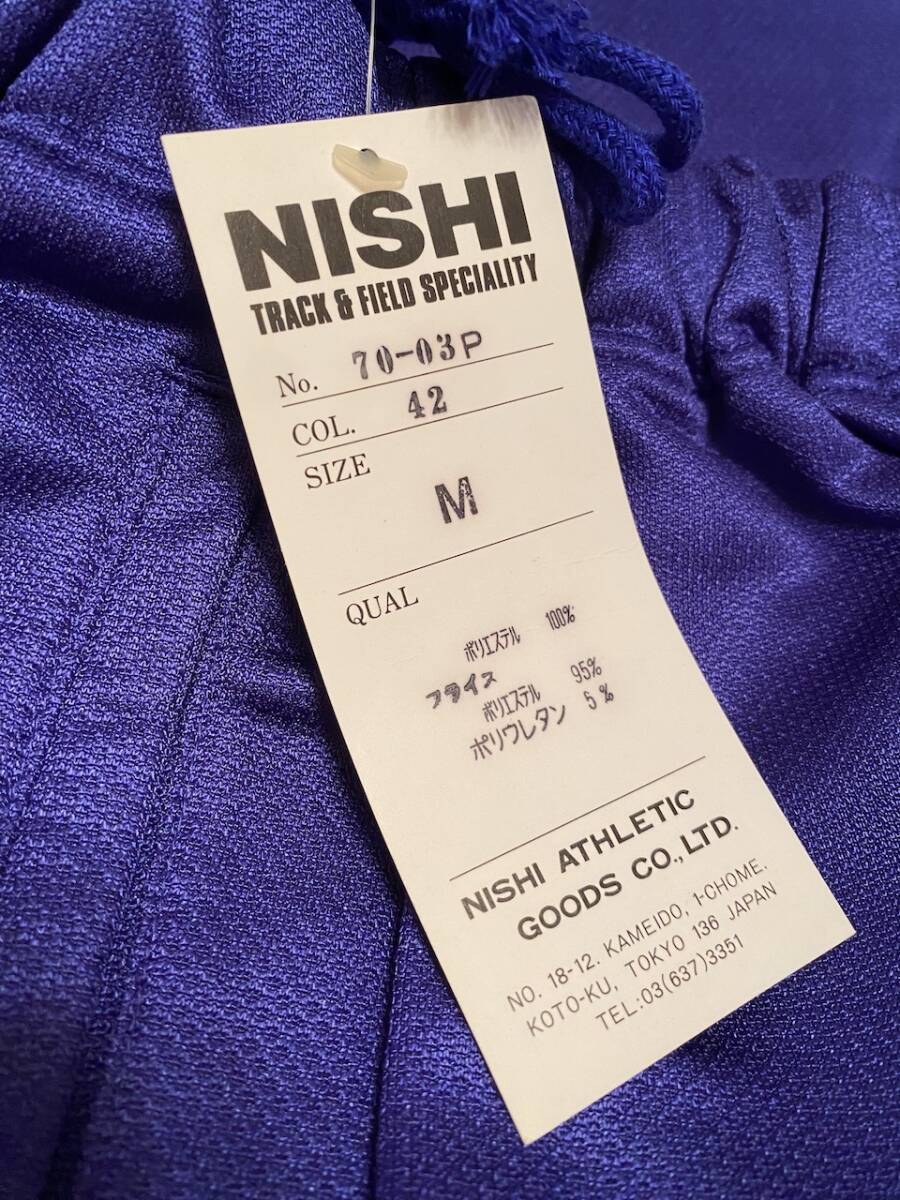 NISHI
TRACK & FIELD SPECIALITY
No. 70-03P
COL. 42
SIZE
M
QUAL
ポリエステル 100%
フライス
ポリエステル 95%
ポリウレタン 5%
NISHI ATHLETIC
GOODS CO.,LTD.
NO. 18-12. KAMEIDO, 1-CHOME.
KOTO-KU, TOKYO 136 JAPAN
TEL:03(637)3351